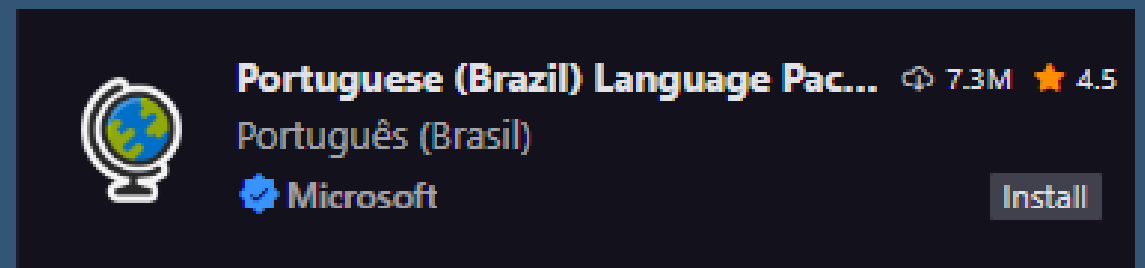 Portuguese (Brazil) Language Pac... 7.3M 4.5
Português (Brasil)
Microsoft Install